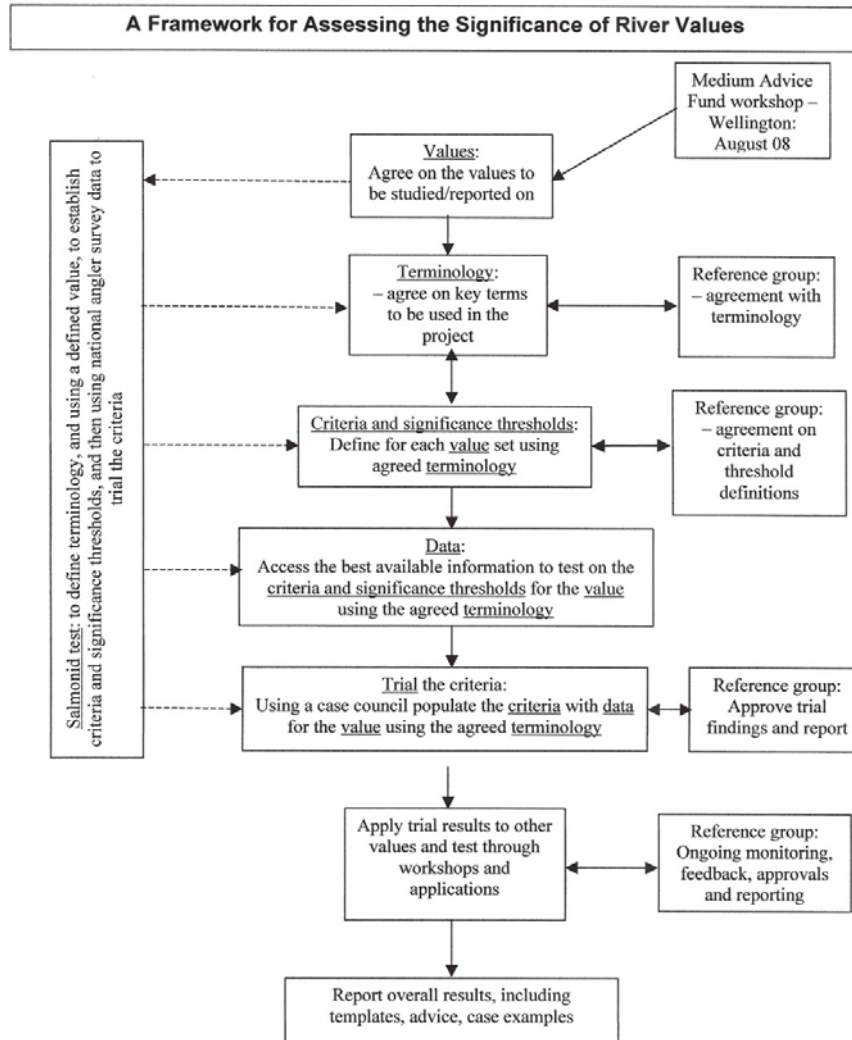 A Framework for Assessing the Significance of River Values
Medium Advice
Fund workshop –
Wellington:
August 08
Values:
Agree on the values to
be studied/reported on
Salmonid test: to define terminology, and using a defined value, to establish
criteria and significance thresholds, and then using national angler survey data to
trial the criteria
Terminology:
– agree on key terms
to be used in the
project
Reference group:
– agreement with
terminology
Criteria and significance thresholds:
Define for each value set using
agreed terminology
Reference group:
– agreement on
criteria and
threshold
definitions
Data:
Access the best available information to test on the
criteria and significance thresholds for the value
using the agreed terminology
Trial the criteria:
Using a case council populate the criteria with data
for the value using the agreed terminology
Reference group:
Approve trial
findings and report
Apply trial results to other
values and test through
workshops and
applications
Reference group:
Ongoing monitoring,
feedback, approvals
and reporting
Report overall results, including
templates, advice, case examples